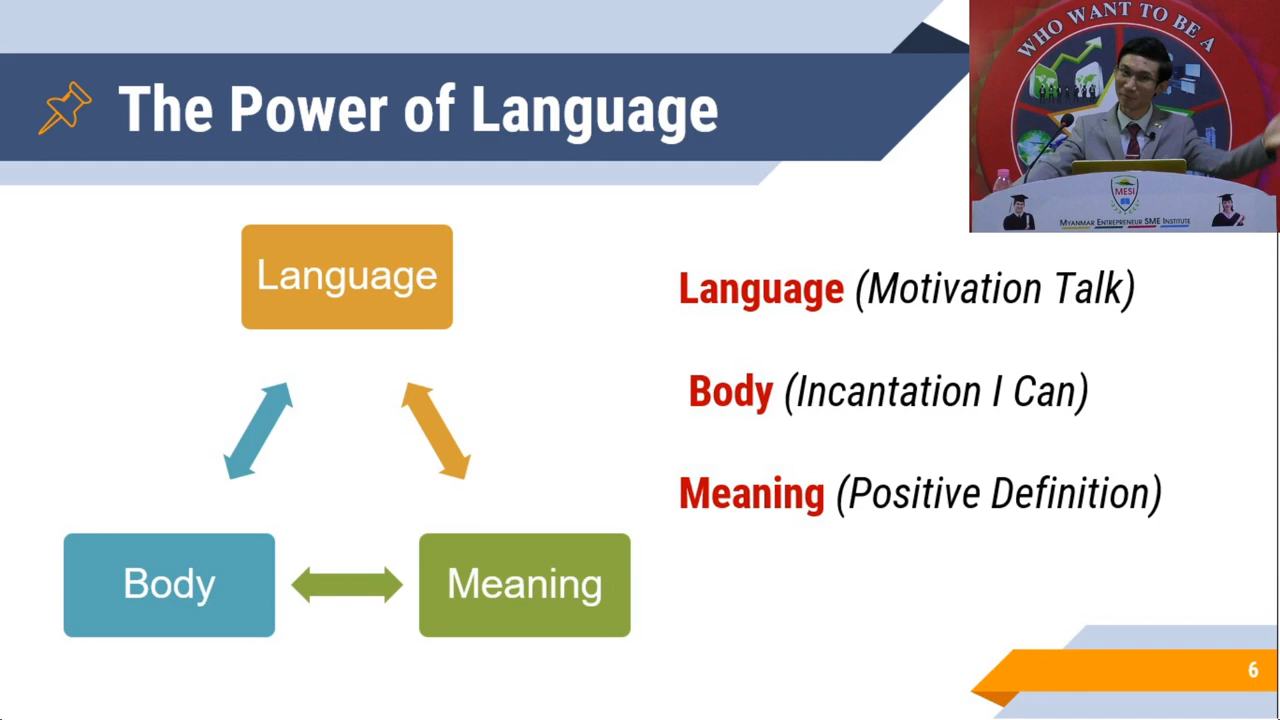 The Power of Language
WHO WANT TO BE A
MESI
MYANMAR ENTREPRENEUR SME INSTITUTE
Language
Body
Meaning
Language (Motivation Talk)
Body (Incantation I Can)
Meaning (Positive Definition)
6